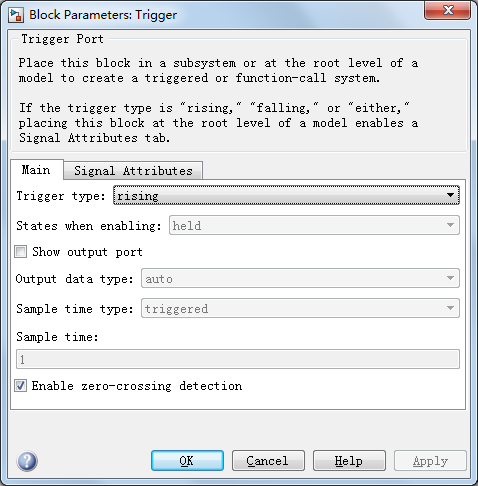 Block Parameters: Trigger
Trigger Port
Place this block in a subsystem or at the root level of a
model to create a triggered or function-call system.
If the trigger type is "rising," "falling," or "either,"
placing this block at the root level of a model enables a
Signal Attributes tab.
Main
Signal Attributes
Trigger type: rising
States when enabling: held
Show output port
Output data type: auto
Sample time type: triggered
Sample time:
1
Enable zero-crossing detection
? OK Cancel Help Apply